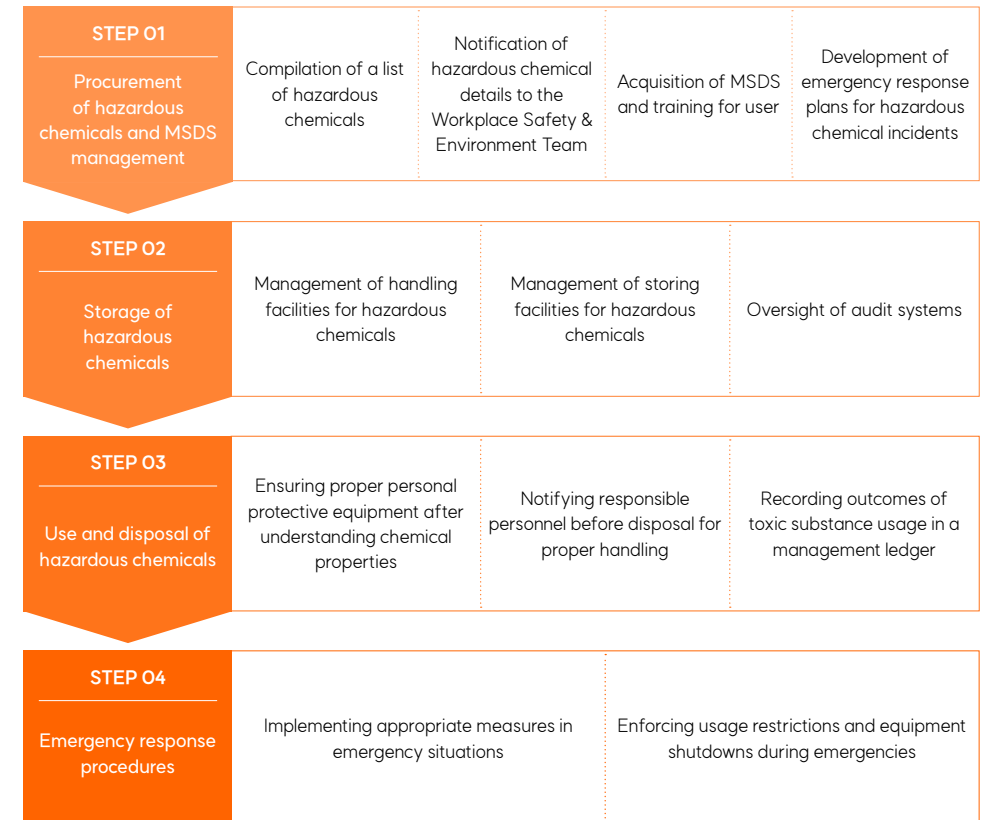 STEP 01
Procurement
of hazardous
chemicals and MSDS
management
Compilation of a list
of hazardous
chemicals
Notification of
hazardous chemical
details to the
Workplace Safety &
Environment Team
Acquisition of MSDS
and training for user
Development of
emergency response
plans for hazardous
chemical incidents
STEP 02
Storage of
hazardous
chemicals
Management of handling
facilities for hazardous
chemicals
Management of storing
facilities for hazardous
chemicals
Oversight of audit systems
STEP 03
Use and disposal of
hazardous chemicals
Ensuring proper personal
protective equipment after
understanding chemical
properties
Notifying responsible
personnel before disposal for
proper handling
Recording outcomes of
toxic substance usage in a
management ledger
STEP 04
Emergency response
procedures
Implementing appropriate measures in
emergency situations
Enforcing usage restrictions and equipment
shutdowns during emergencies